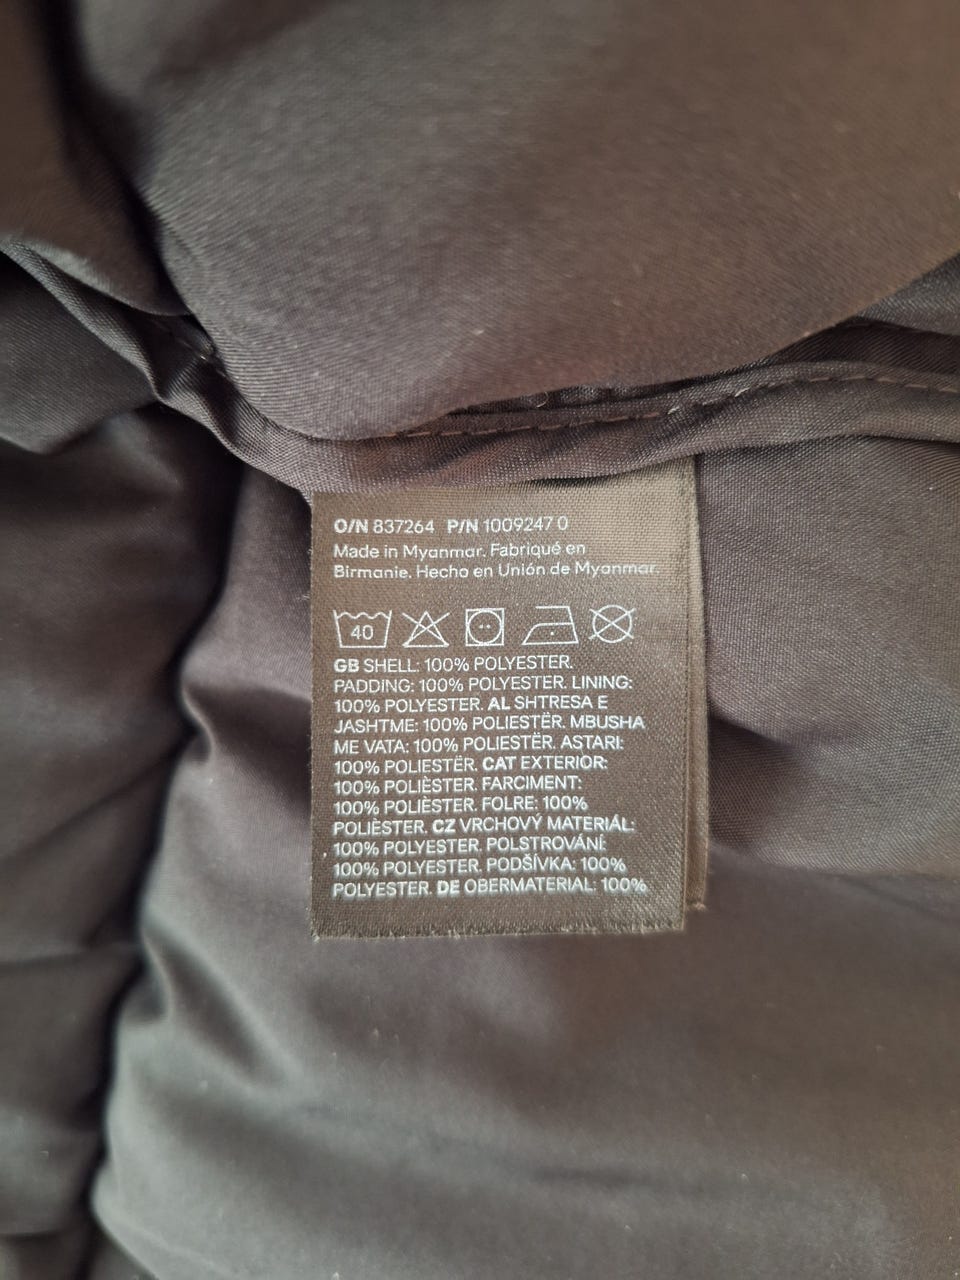 O/N 837264 P/N 1009247 0
Made in Myanmar. Fabriqué en
Birmanie. Hecho en Unión de Myanmar.
40
GB SHELL: 100% POLYESTER.
PADDING: 100% POLYESTER. LINING:
100% POLYESTER. AL SHTRESA E
JASHTME: 100% POLIESTËR. MBUSHA
ME VATA: 100% POLIESTËR. ASTARI:
100% POLIESTËR. CAT EXTERIOR:
100% POLIÈSTER. FARCIMENT:
100% POLIÈSTER. FOLRE: 100%
POLIÈSTER. CZ VRCHOVÝ MATERIÁL:
100% POLYESTER. POLSTROVÁNÍ:
100% POLYESTER. PODŠÍVKA: 100%
POLYESTER. DE OBERMATERIAL: 100%